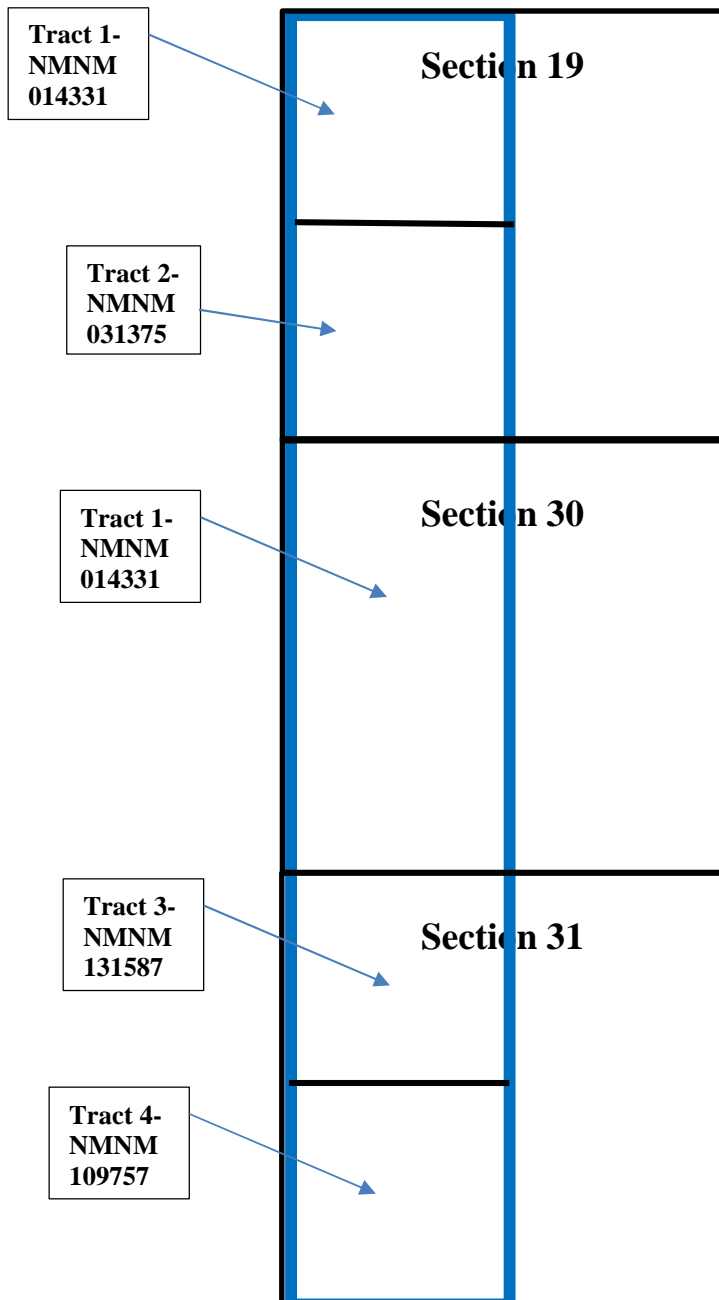 Tract 1-
NMNM
014331
Section 19
Tract 2-
NMNM
031375
Tract 1-
NMNM
014331
Section 30
Tract 3-
NMNM
131587
Section 31
Tract 4-
NMNM
109757